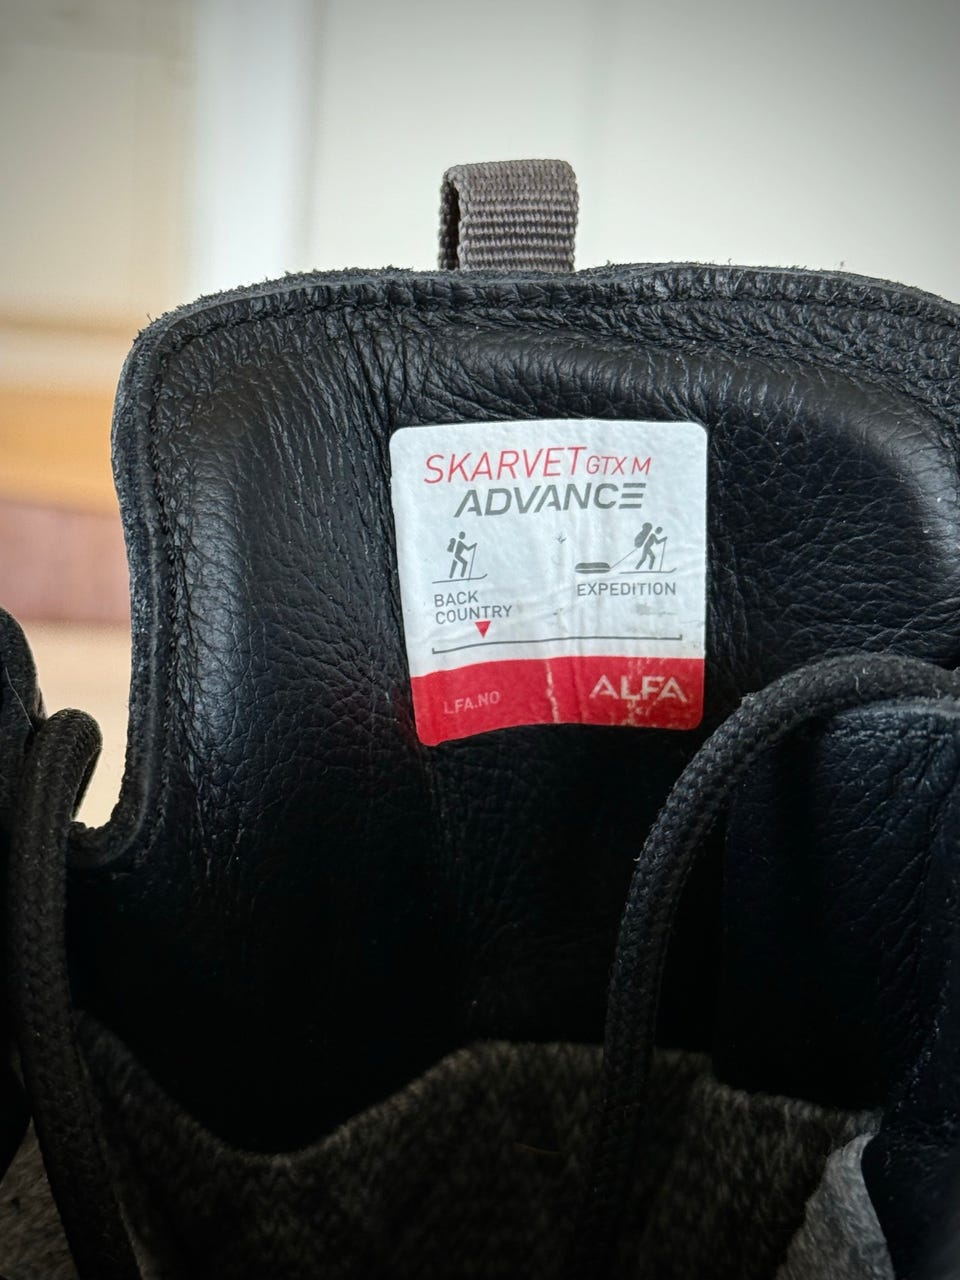 SKARVET GTX M
ADVANCE
BACK COUNTRY
EXPEDITION
LFA.NO
ALFA